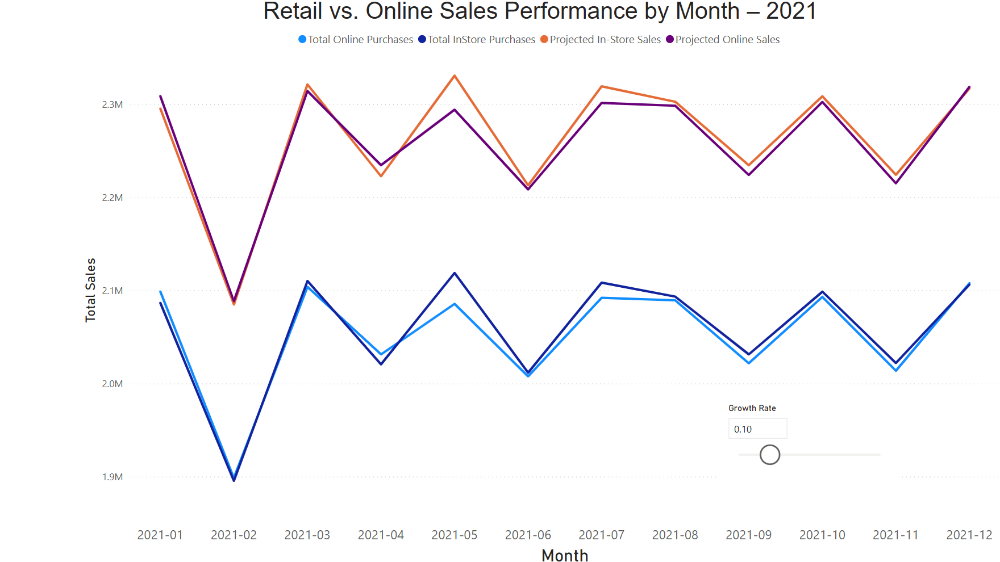 Retail vs. Online Sales Performance by Month – 2021
Total Online Purchases Total InStore Purchases Projected In-Store Sales Projected Online Sales
2.3M
2.2M
2.1M
2.0M
1.9M
Total Sales
Growth Rate
0.10
2021-01 2021-02 2021-03 2021-04 2021-05 2021-06 2021-07 2021-08 2021-09 2021-10 2021-11 2021-12
Month